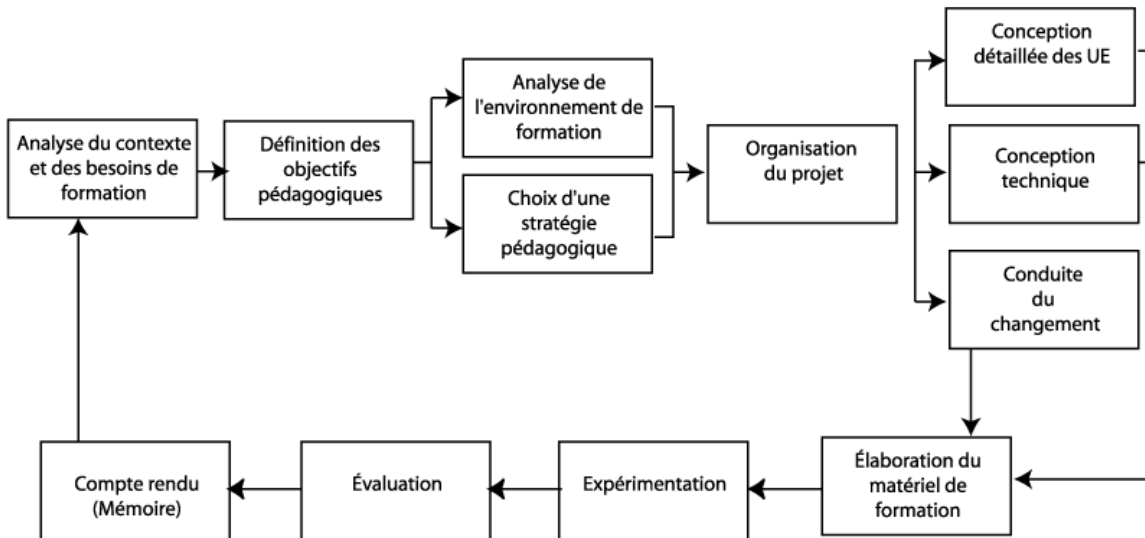 Analyse du contexte
et des besoins de
formation
Définition des
objectifs
pédagogiques
Analyse de
l'environnement de
formation
Choix d'une
stratégie
pédagogique
Organisation
du projet
Conception
détaillée des UE
Conception
technique
Conduite
du
changement
Élaboration du
matériel de
formation
Expérimentation
Évaluation
Compte rendu
(Mémoire)